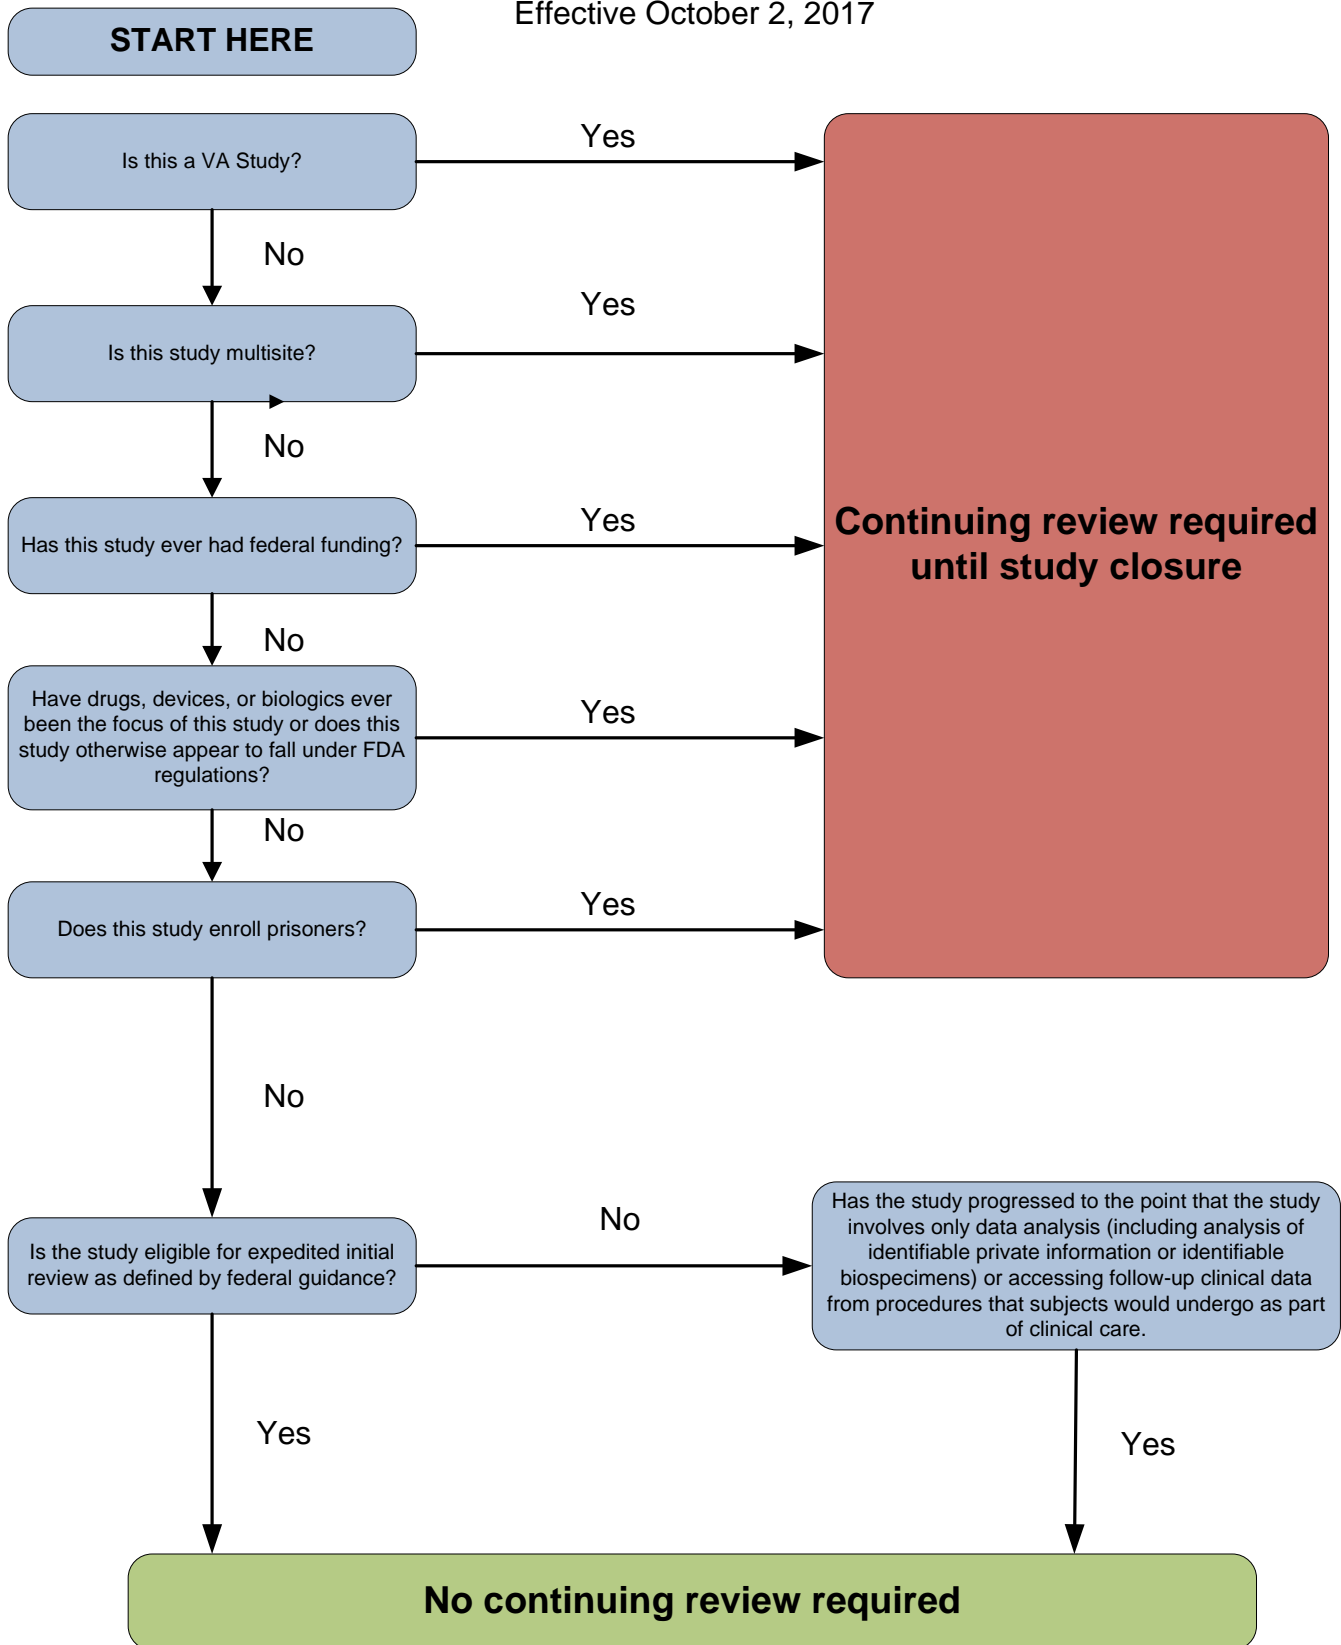 Effective October 2, 2017
START HERE
Is this a VA Study?
Yes
No
Is this study multisite?
Yes
No
Has this study ever had federal funding?
Yes
No
Have drugs, devices, or biologics ever
been the focus of this study or does this
study otherwise appear to fall under FDA
regulations?
Yes
No
Does this study enroll prisoners?
Yes
Continuing review required
until study closure
No
Is the study eligible for expedited initial
review as defined by federal guidance?
No
Has the study progressed to the point that the study
involves only data analysis (including analysis of
identifiable private information or identifiable
biospecimens) or accessing follow-up clinical data
from procedures that subjects would undergo as part
of clinical care.
Yes
Yes
No continuing review required